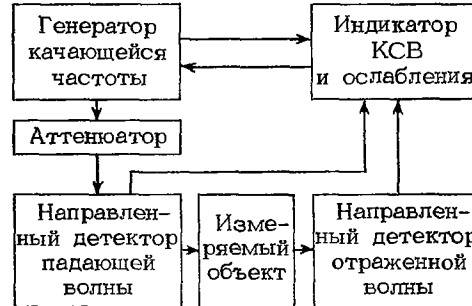 Генератор
качающейся
частоты
Индикатор
КСВ
и ослабления
Аттенюатор
Направлен-
ный детектор
падающей
волны
Изме-
ряемый
объект
Направлен-
ный детектор
отраженной
волны